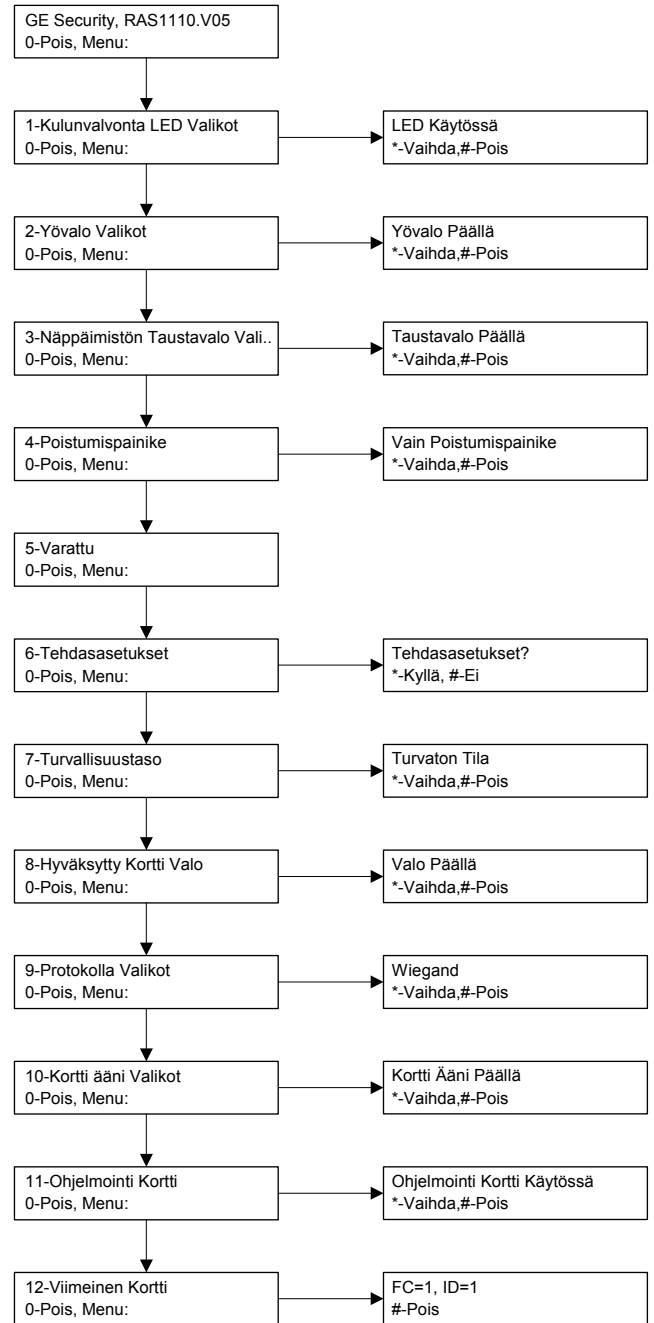 GE Security, RAS1110.V05
0-Pois, Menu:
1-Kulunvalvonta LED Valikot
0-Pois, Menu:
LED Käytössä
*-Vaihda,#-Pois
2-Yövalo Valikot
0-Pois, Menu:
Yövalo Päällä
*-Vaihda,#-Pois
3-Näppäimistön Taustavalo Vali..
0-Pois, Menu:
Taustavalo Päällä
*-Vaihda,#-Pois
4-Poistumispainike
0-Pois, Menu:
Vain Poistumispainike
*-Vaihda,#-Pois
5-Varattu
0-Pois, Menu:
6-Tehdasasetukset
0-Pois, Menu:
Tehdasasetukset?
*-Kyllä, #-Ei
7-Turvallisuustaso
0-Pois, Menu:
Turvaton Tila
*-Vaihda,#-Pois
8-Hyväksytty Kortti Valo
0-Pois, Menu:
Valo Päällä
*-Vaihda,#-Pois
9-Protokolla Valikot
0-Pois, Menu:
Wiegand
*-Vaihda,#-Pois
10-Kortti ääni Valikot
0-Pois, Menu:
Kortti Ääni Päällä
*-Vaihda,#-Pois
11-Ohjelmointi Kortti
0-Pois, Menu:
Ohjelmointi Kortti Käytössä
*-Vaihda,#-Pois
12-Viimeinen Kortti
0-Pois, Menu:
FC=1, ID=1
#-Pois